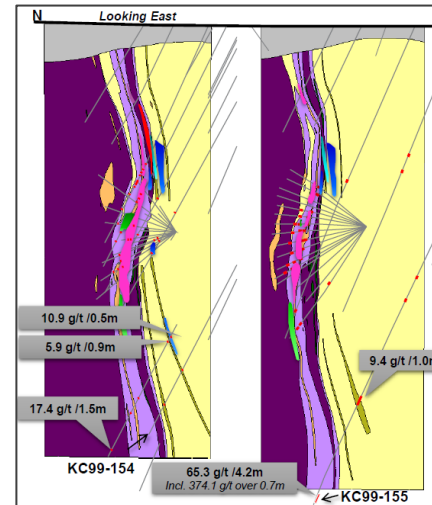 N
Looking East
10.9 g/t /0.5m
5.9 g/t /0.9m
17.4 g/t /1.5m
KC99-154
9.4 g/t /1.0m
65.3 g/t /4.2m
Incl. 374.1 g/t over 0.7m
KC99-155